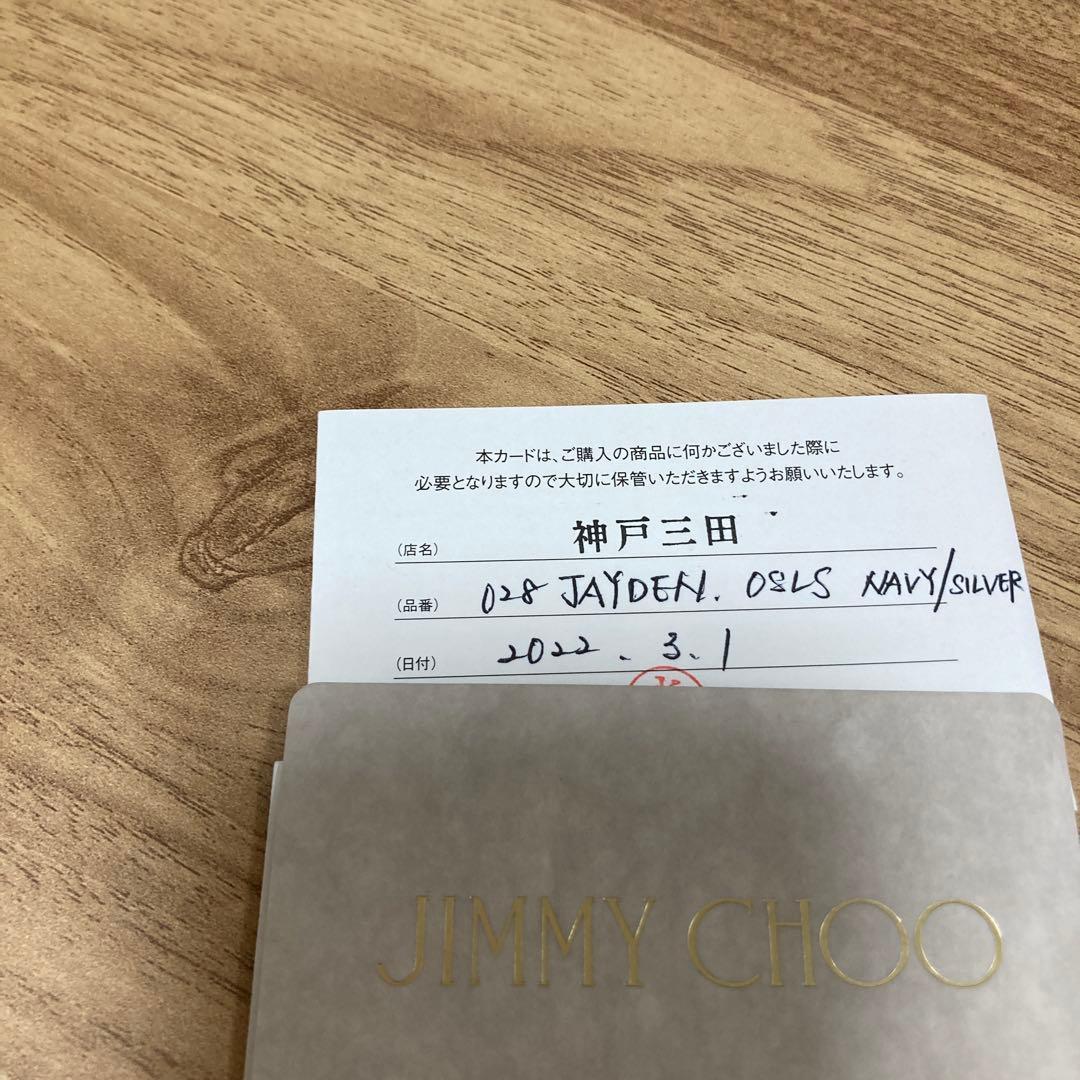 本カードは、ご購入の商品に何かございました際に
必要となりますので大切に保管いただきますようお願いいたします。
（店名） 神戸三田
（品番） 028 JAYDEN. OSLS NAVY/SILVER
（日付） 2022.3.1
JIMMY CHOO